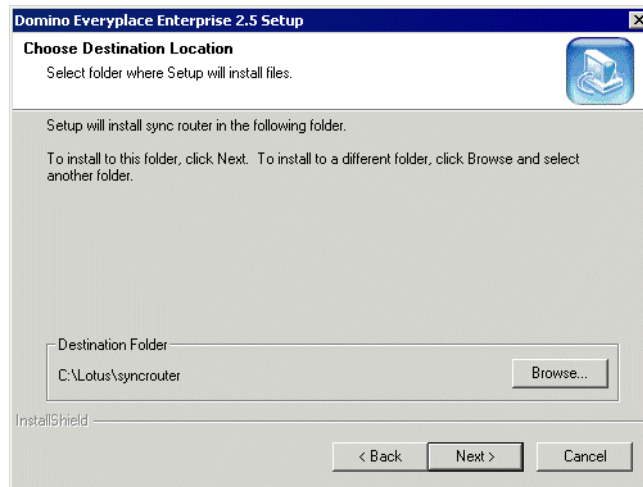 Domino Everyplace Enterprise 2.5 Setup
Choose Destination Location
Select folder where Setup will install files.
Setup will install sync router in the following folder.
To install to this folder, click Next. To install to a different folder, click Browse and select
another folder.
Destination Folder
C:\Lotus\syncrouter
Browse...
InstallShield
< Back
Next >
Cancel